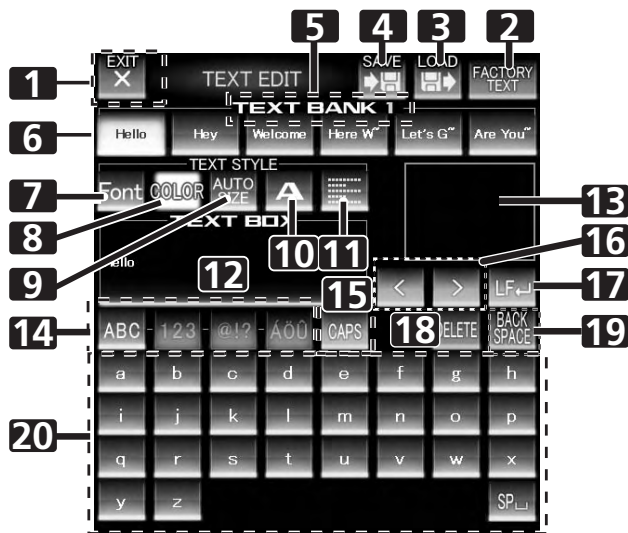 5 4 3 2
EXIT SAVE LOAD
1 × TEXT EDIT FACTORY TEXT
TEXT BANK 1
6 Hello Hey Welcome Here W~ Let's G~ Are You~
TEXT STYLE
7 Font COLOR AUTO SIZE A 13
8 TEXT BOX 10 11 16
9 Hello 12
15 < > LF↵ 17
14 ABC 123 @!? ÄÖÛ CAPS 18 BACK SPACE 19
a b c d e f g h
i j k l m n o p
20
q r s t u v w x
y z SP␣